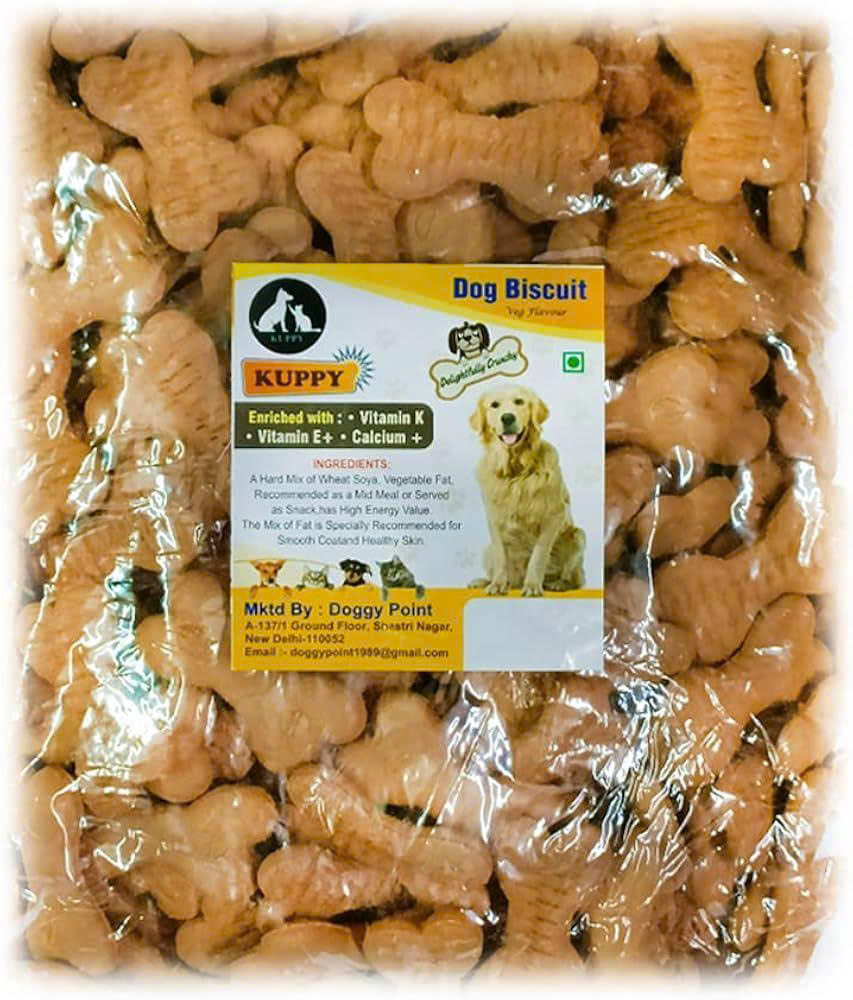 Dog Biscuit
Veg Flavour
KUPPY
KUPPY
Delightfully Crunchy
Enriched with : • Vitamin K
• Vitamin E+ • Calcium +
INGREDIENTS:
A Hard Mix of Wheat Soya, Vegetable Fat,
Recommended as a Mid Meal or Served
as Snack,has High Energy Value.
The Mix of Fat is Specially Recommended for
Smooth Coatand Healthy Skin.
Mktd By : Doggy Point
A-137/1 Ground Floor, Shastri Nagar,
New Delhi-110052
Email :- doggypoint1989@gmail.com